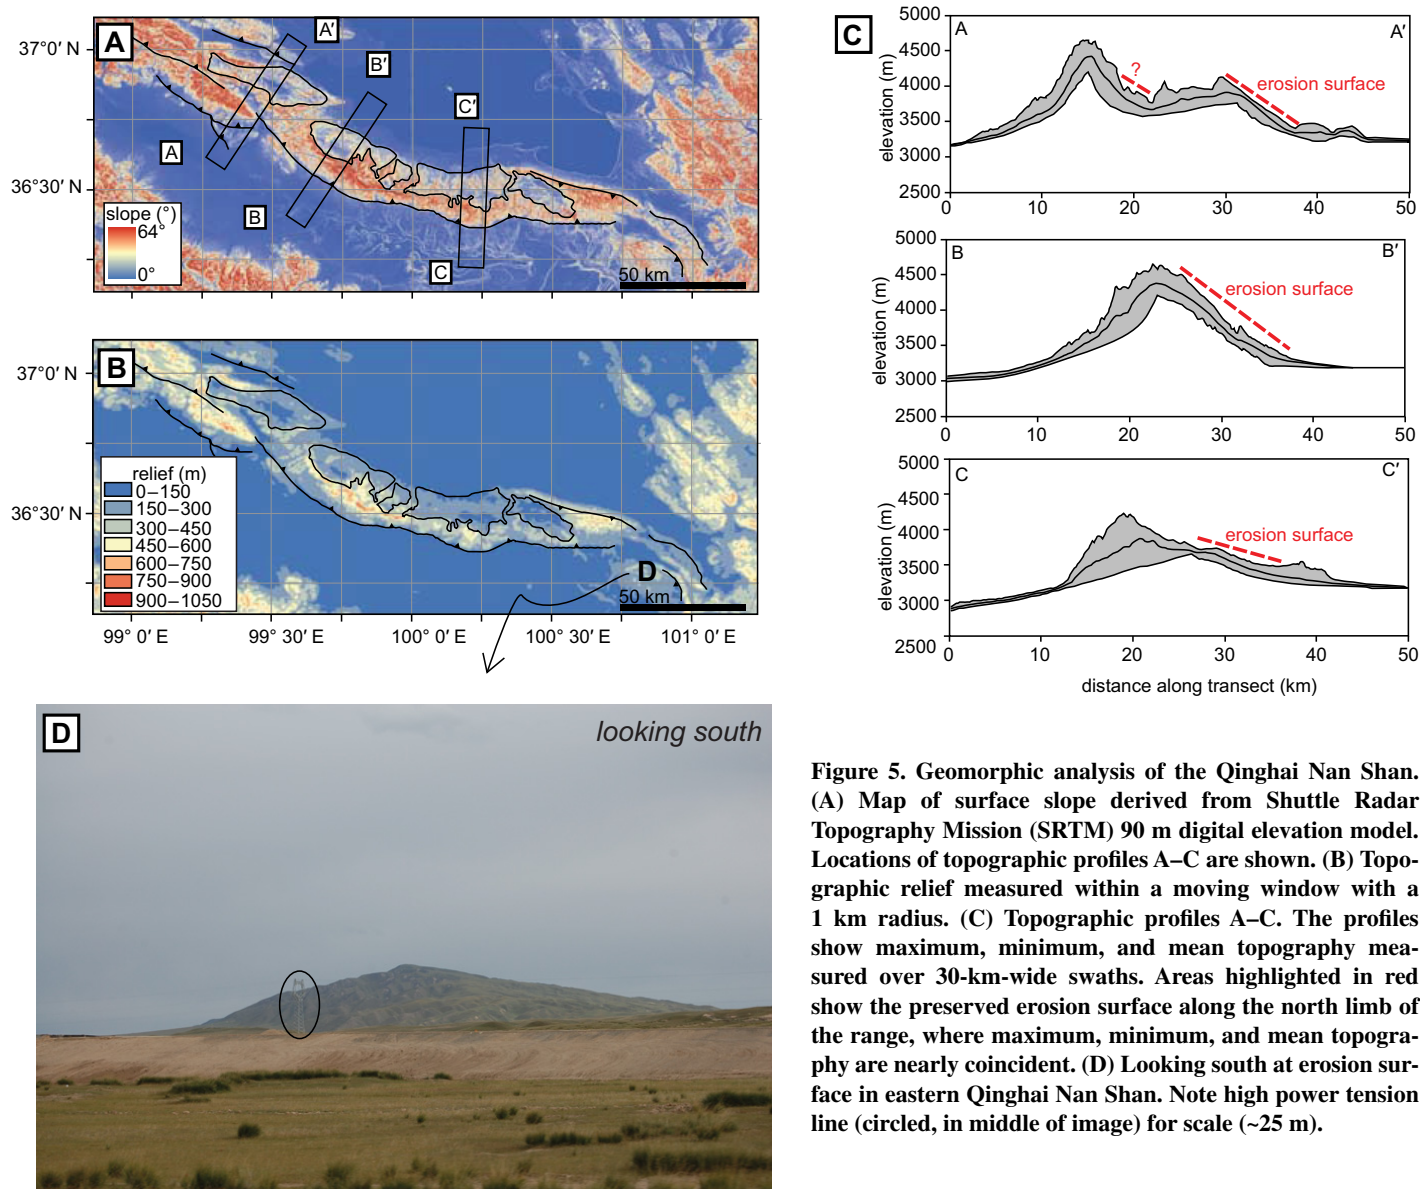 A
37°0′ N
36°30′ N
A′
B′
C′
A
B
C
slope (°)
64°
0°
50 km
B
37°0′ N
36°30′ N
relief (m)
0–150
150–300
300–450
450–600
600–750
750–900
900–1050
D
50 km
99° 0′ E
99° 30′ E
100° 0′ E
100° 30′ E
101° 0′ E
C
5000
4500
4000
3500
3000
2500
elevation (m)
A
A′
?
erosion surface
0
10
20
30
40
50
5000
4500
4000
3500
3000
2500
elevation (m)
B
B′
erosion surface
0
10
20
30
40
50
5000
4500
4000
3500
3000
2500
elevation (m)
C
C′
erosion surface
0
10
20
30
40
50
distance along transect (km)
D
looking south
Figure 5. Geomorphic analysis of the Qinghai Nan Shan.
(A) Map of surface slope derived from Shuttle Radar
Topography Mission (SRTM) 90 m digital elevation model.
Locations of topographic profiles A–C are shown. (B) Topo-
graphic relief measured within a moving window with a
1 km radius. (C) Topographic profiles A–C. The profiles
show maximum, minimum, and mean topography mea-
sured over 30-km-wide swaths. Areas highlighted in red
show the preserved erosion surface along the north limb of
the range, where maximum, minimum, and mean topogra-
phy are nearly coincident. (D) Looking south at erosion sur-
face in eastern Qinghai Nan Shan. Note high power tension
line (circled, in middle of image) for scale (~25 m).